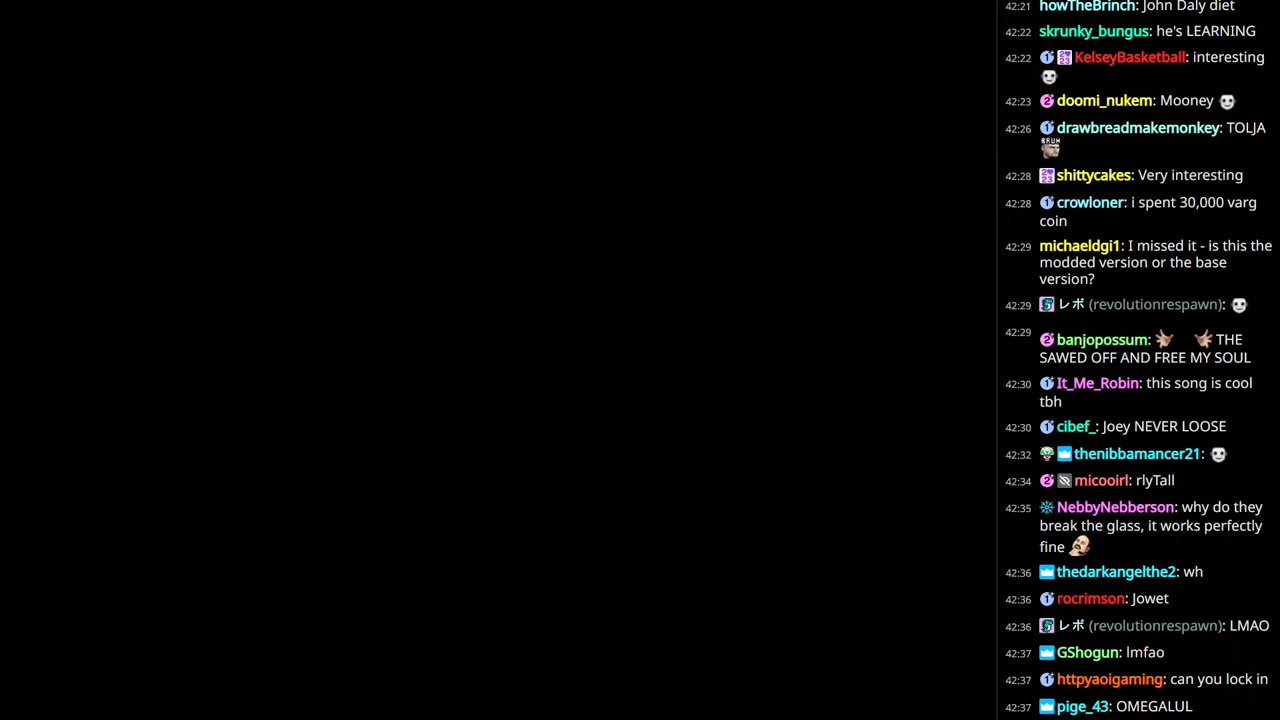 42:21 howTheBrinch: John Daly diet
42:22 skrunky_bungus: he's LEARNING
42:22 KelseyBasketball: interesting
42:23 doomi_nukem: Mooney
42:26 drawbreadmakemonkey: TOLJA
BRUH
42:28 shittycakes: Very interesting
42:28 crowloner: i spent 30,000 varg
coin
42:29 michaeldgi1: I missed it - is this the
modded version or the base
version?
42:29 レボ (revolutionrespawn):
42:29 banjopossum: THE
SAWED OFF AND FREE MY SOUL
42:30 It_Me_Robin: this song is cool
tbh
42:30 cibef_: Joey NEVER LOOSE
42:32 thenibbamancer21:
42:34 micooirl: rlyTall
42:35 NebbyNebberson: why do they
break the glass, it works perfectly
fine
42:36 thedarkangelthe2: wh
42:36 rocrimson: Jowet
42:36 レボ (revolutionrespawn): LMAO
42:37 GShogun: lmfao
42:37 httpyaoigaming: can you lock in
42:37 pige_43: OMEGALUL